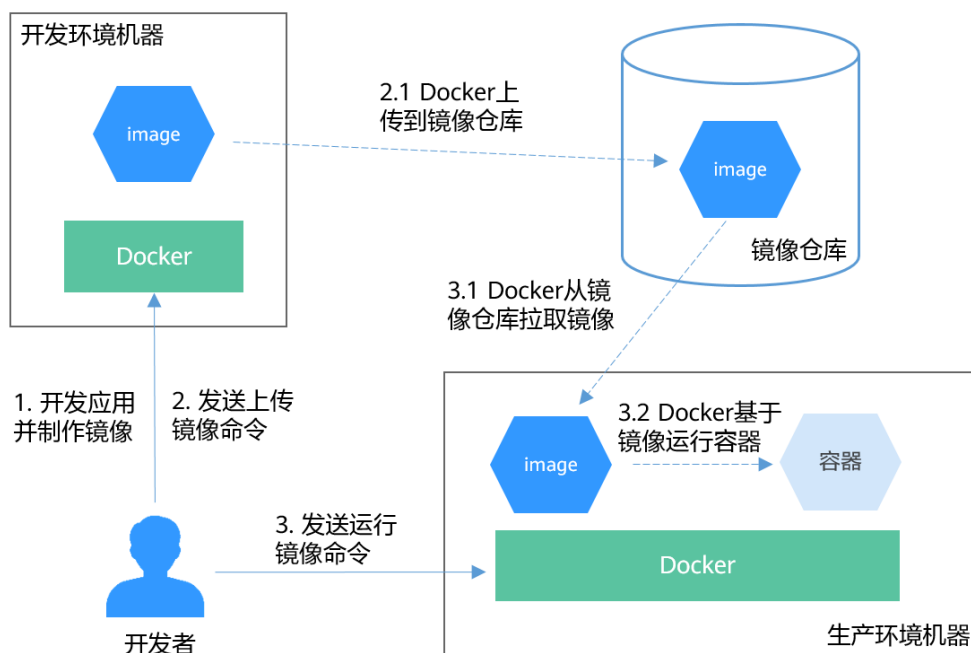 开发环境机器
image
Docker
2.1 Docker上
传到镜像仓库
image
镜像仓库
3.1 Docker从镜
像仓库拉取镜像
1. 开发应用
并制作镜像
2. 发送上传
镜像命令
3.2 Docker基于
镜像运行容器
image
容器
3. 发送运行
镜像命令
Docker
开发者
生产环境机器